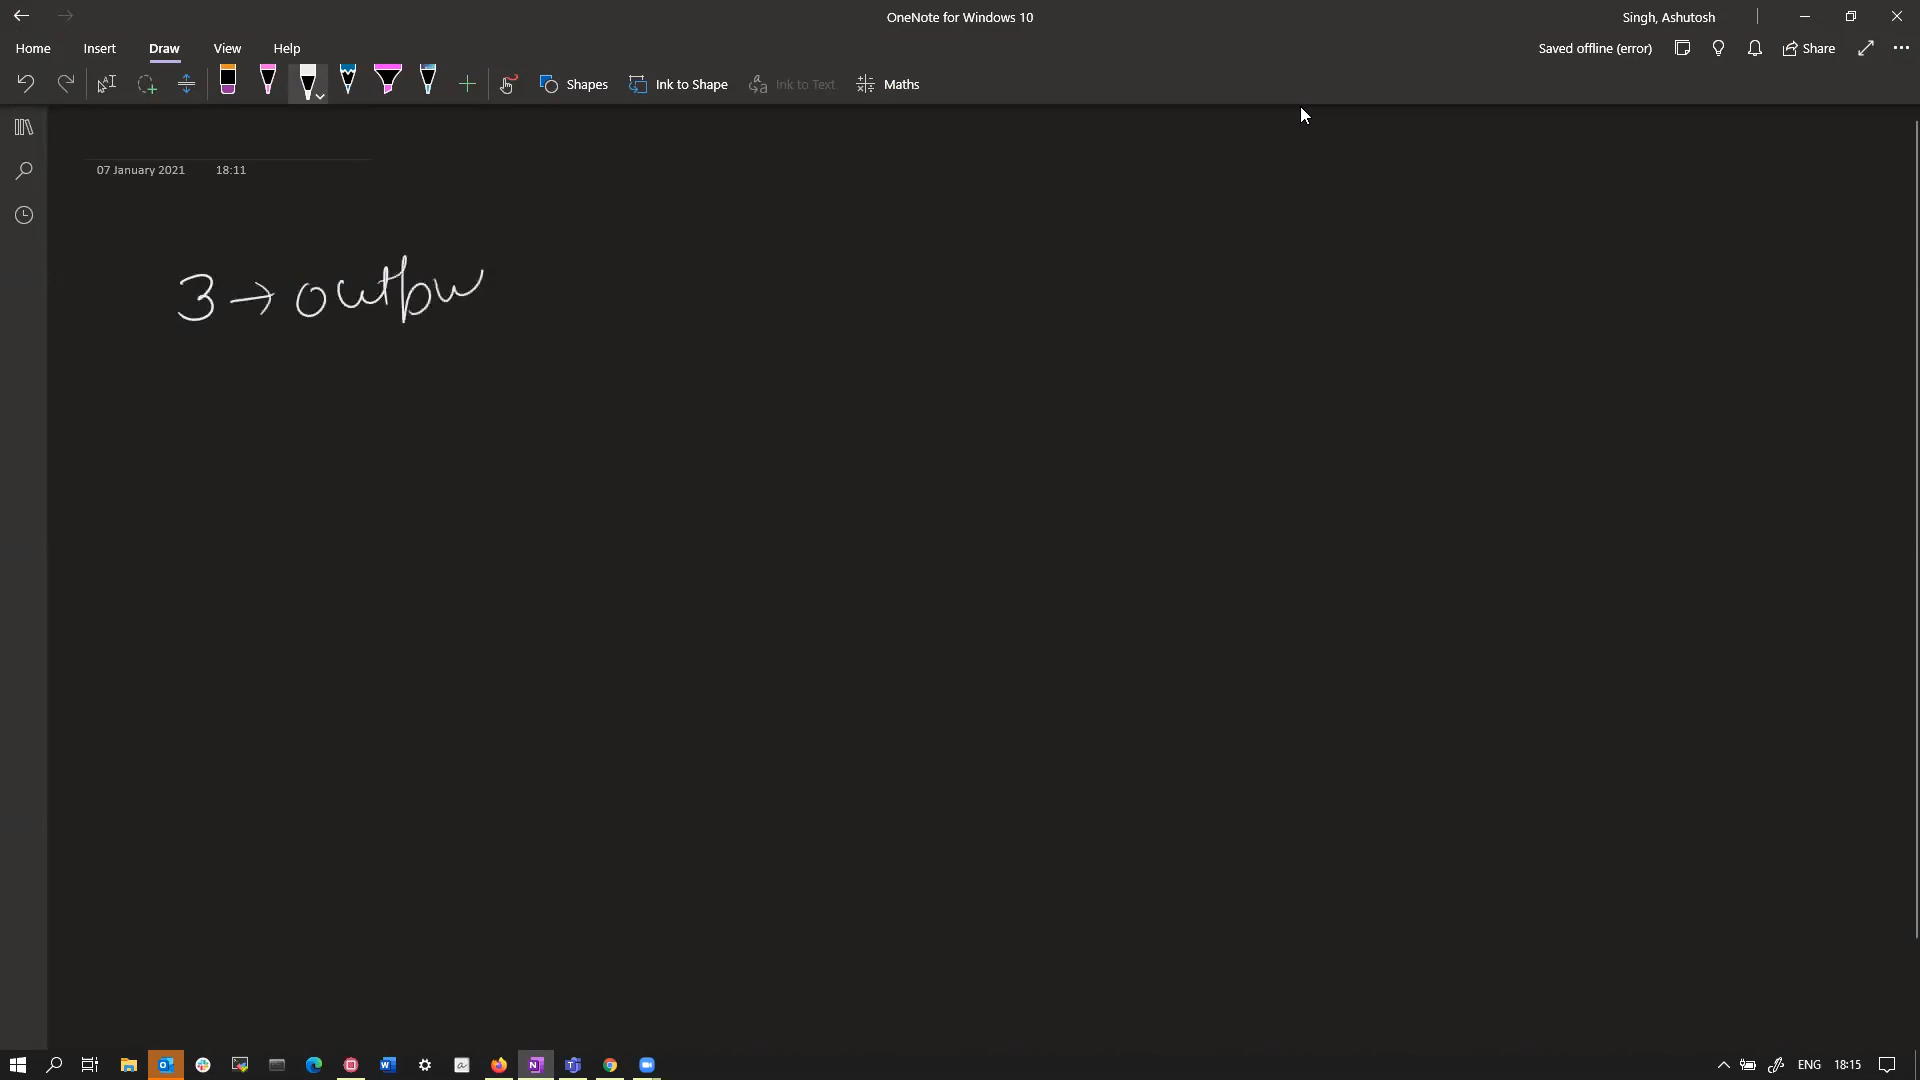 OneNote for Windows 10
Singh, Ashutosh
Home Insert Draw View Help
Saved offline (error) Share
Shapes Ink to Shape Ink to Text Maths
07 January 2021 18:11
3 → outpu
ENG 18:15